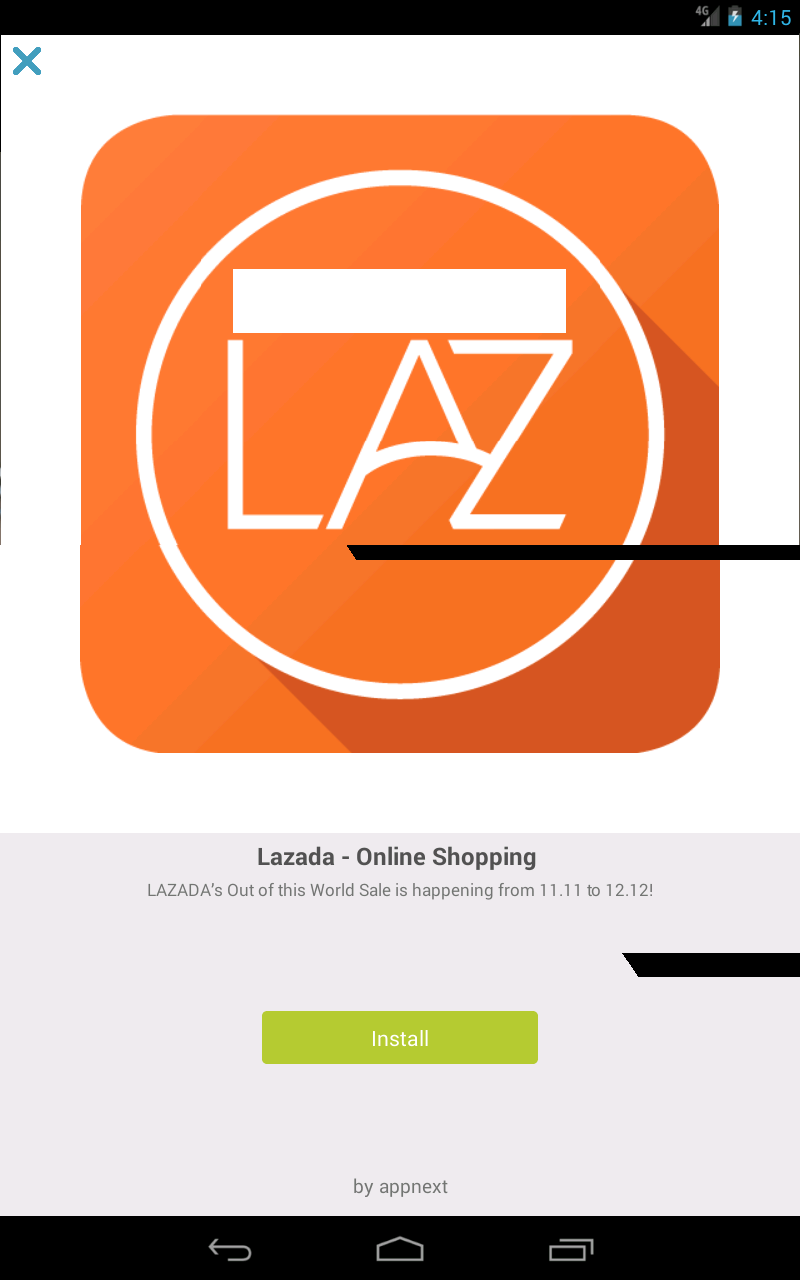 4G
4:15
LAZ
Lazada - Online Shopping
LAZADA's Out of this World Sale is happening from 11.11 to 12.12!
Install
by appnext